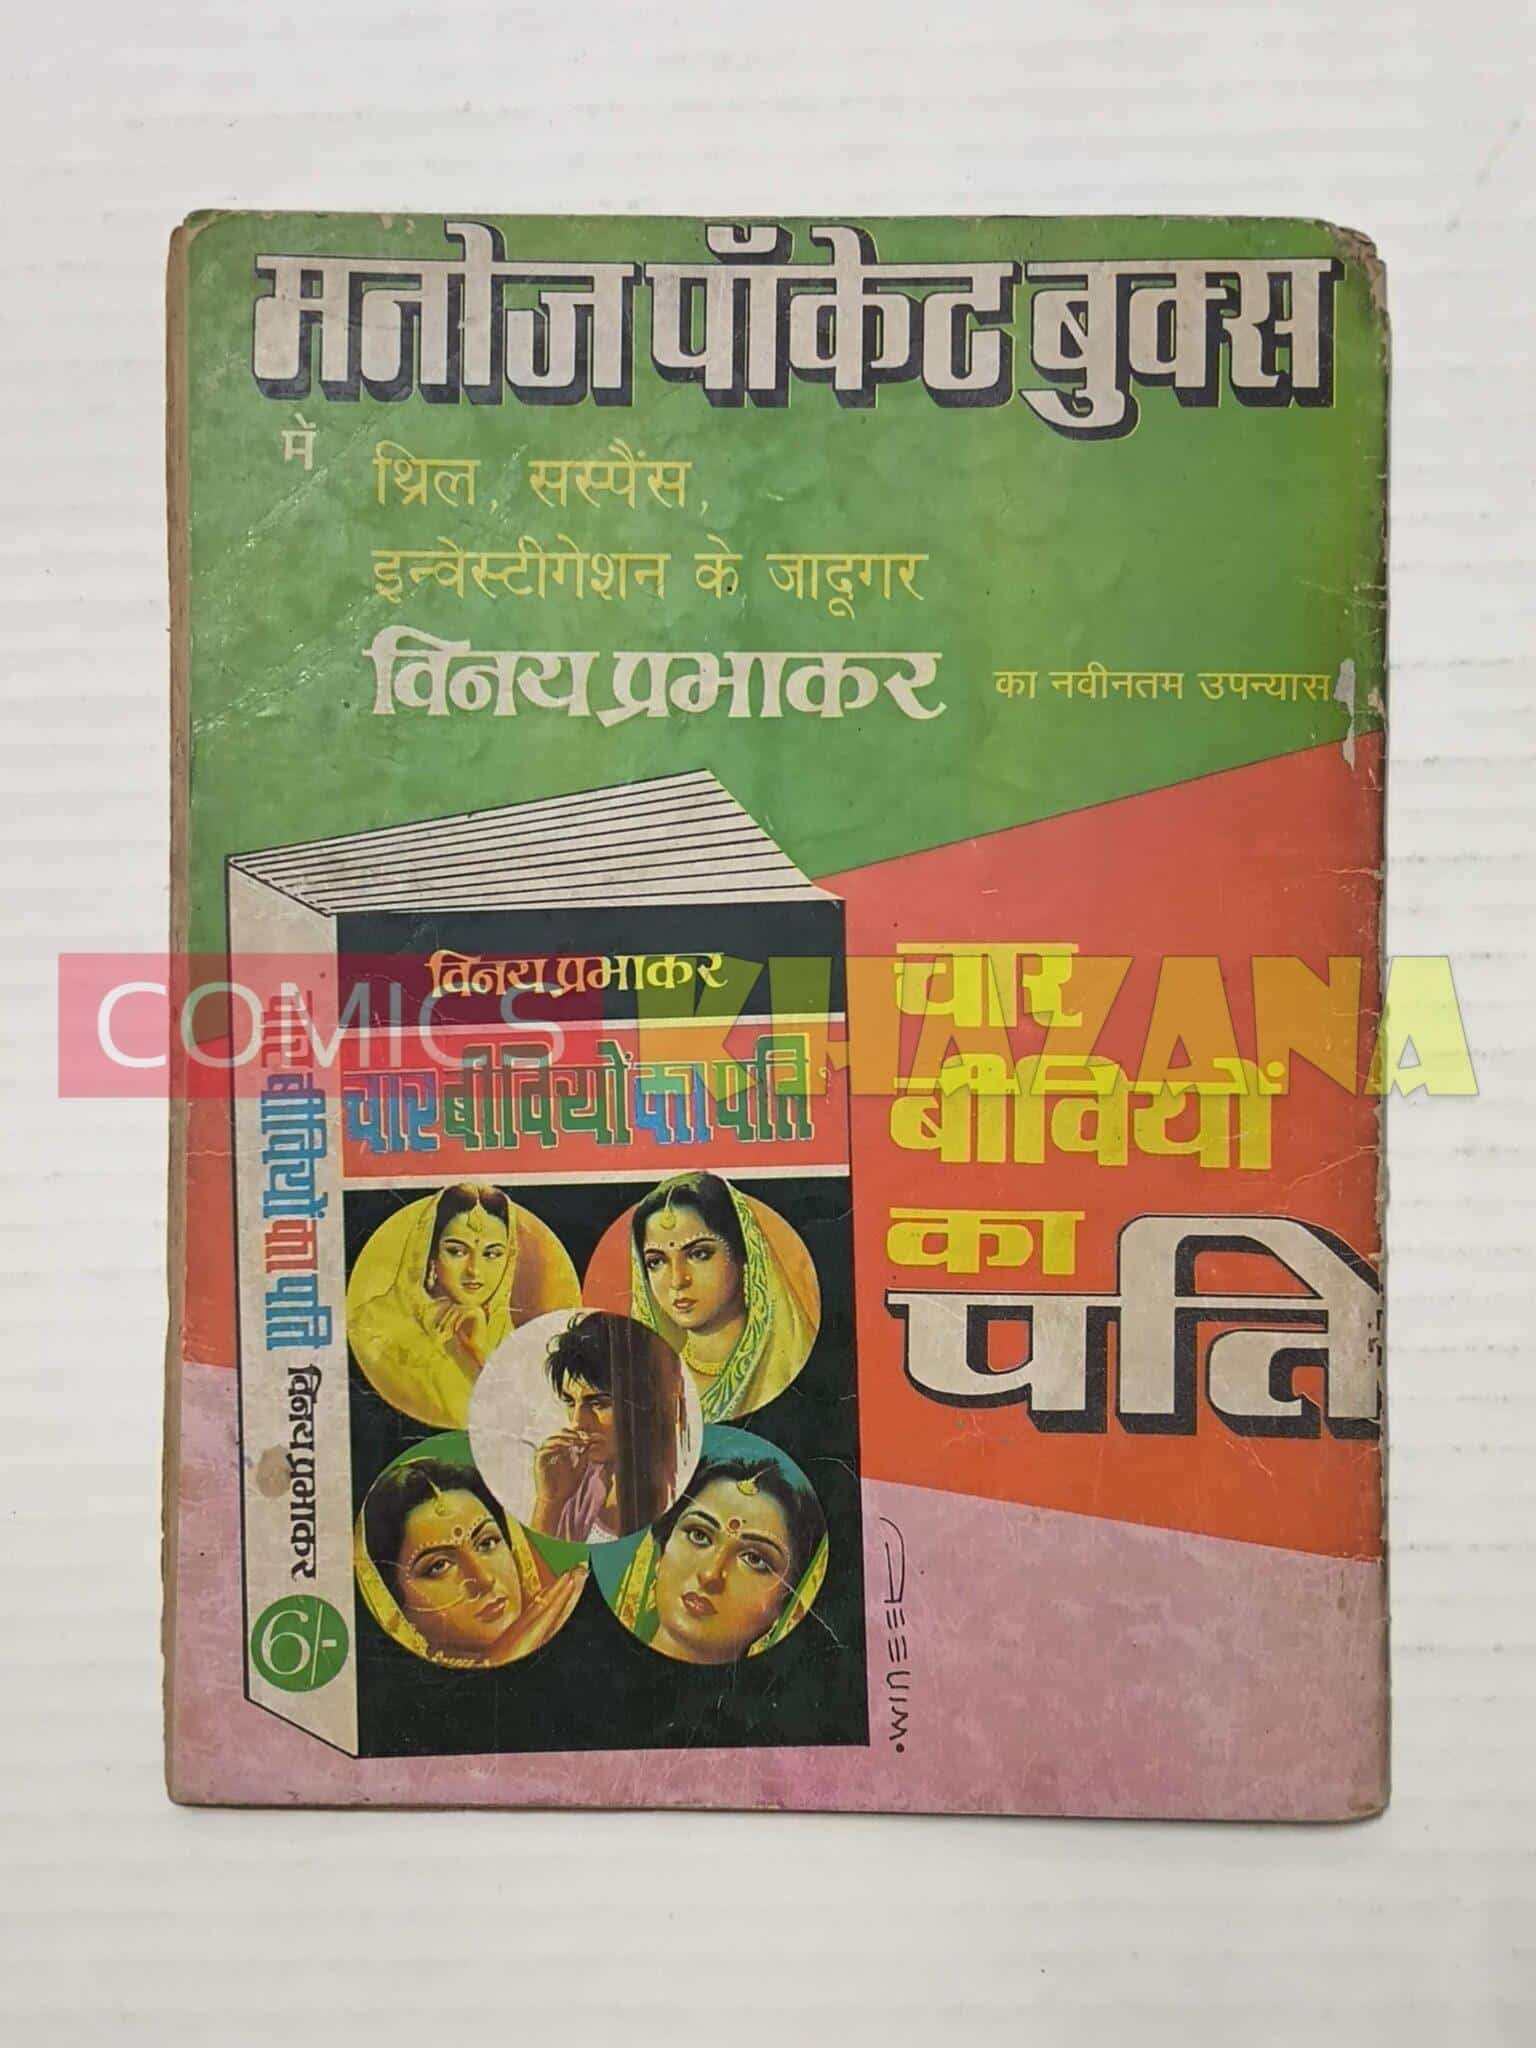 मनोज पॉकेट बुक्स
में
थ्रिल, सस्पैंस,
इन्वेस्टीगेशन के जादूगर
विनय प्रभाकर का नवीनतम उपन्यास
विनय प्रभाकर
चार बीवियों का पति
चार बीवियों का पति विनय प्रभाकर 6/-
चार
बीवियों
का
पति
COMICS KHAZANA